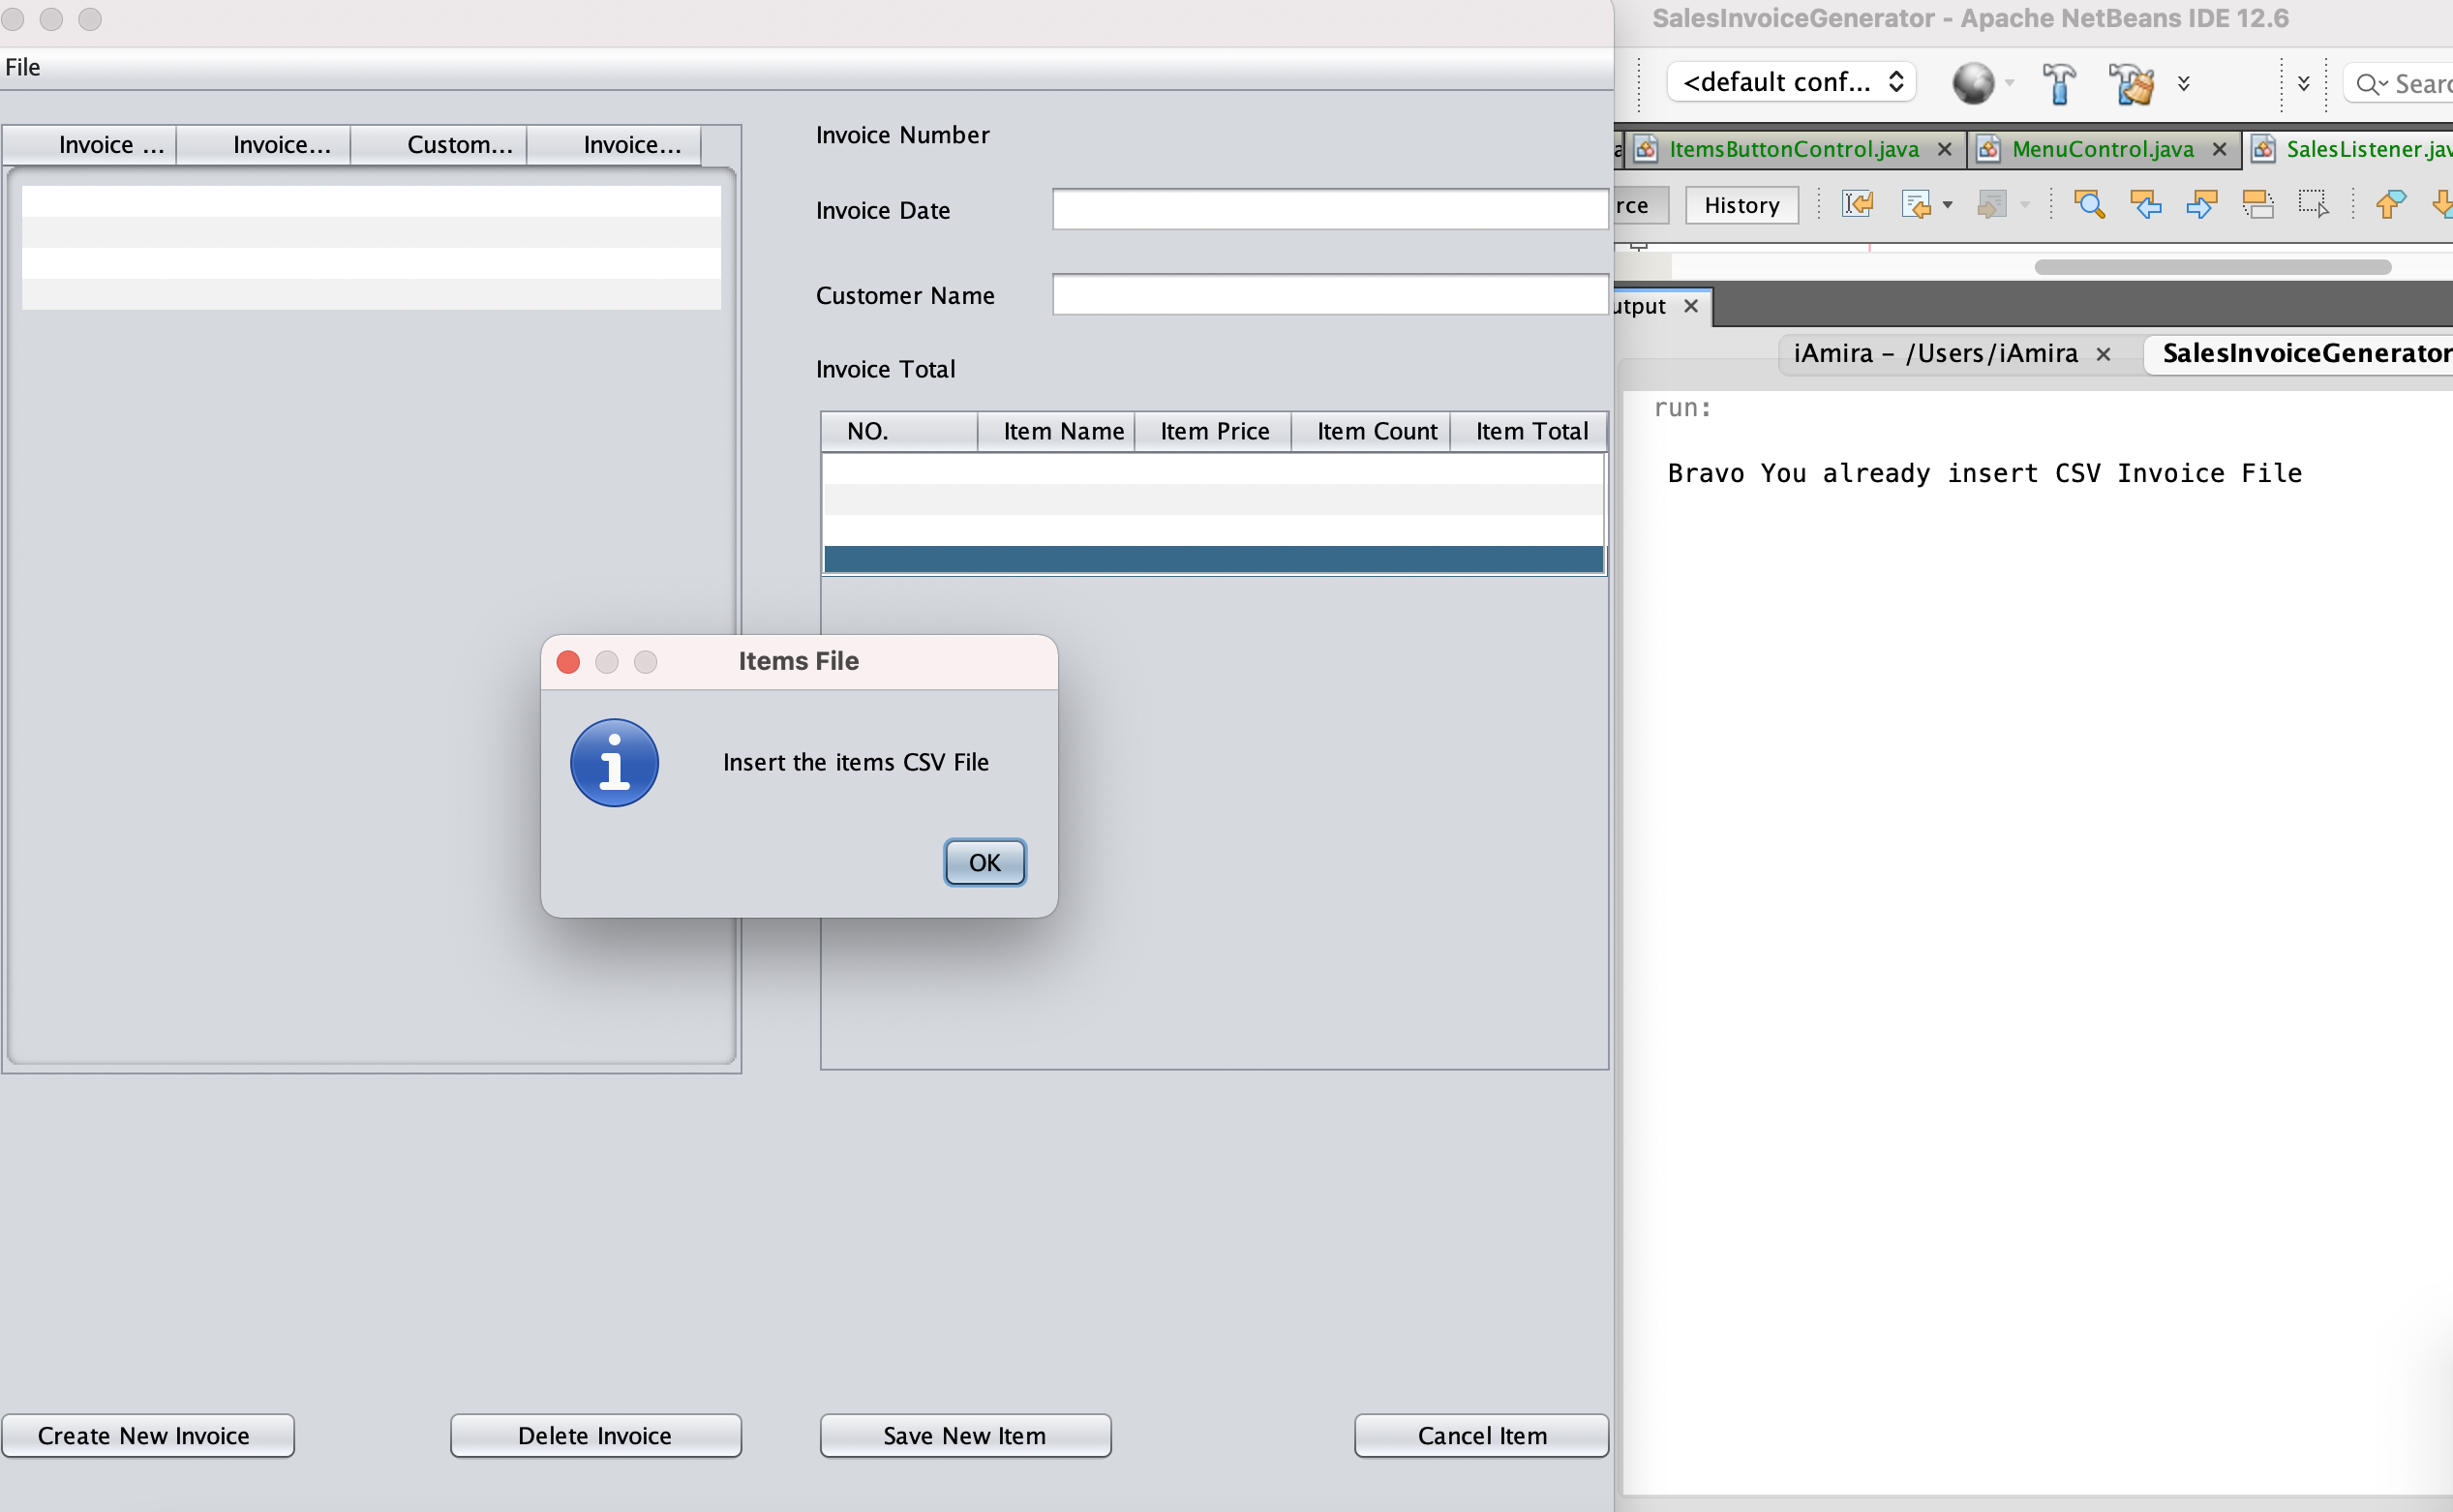 SalesInvoiceGenerator - Apache NetBeans IDE 12.6
File
<default conf...
Invoice ... Invoice... Custom... Invoice...
Invoice Number
Invoice Date
Customer Name
Invoice Total
NO. Item Name Item Price Item Count Item Total
Items File
Insert the items CSV File
OK
Create New Invoice Delete Invoice Save New Item Cancel Item
ItemsButtonControl.java MenuControl.java SalesListener.jav
rce History
utput
iAmira – /Users/iAmira SalesInvoiceGenerator
run:
Bravo You already insert CSV Invoice File